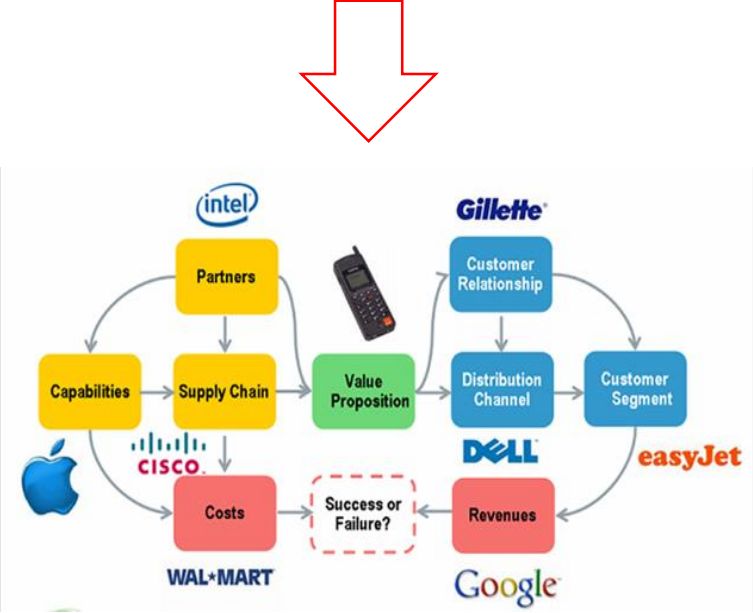 intel
Gillette
Partners
Customer
Relationship
Capabilities
Supply Chain
Value
Proposition
Distribution
Channel
Customer
Segment
CISCO
DELL
easyJet
Costs
Success or
Failure?
Revenues
WAL★MART
Google